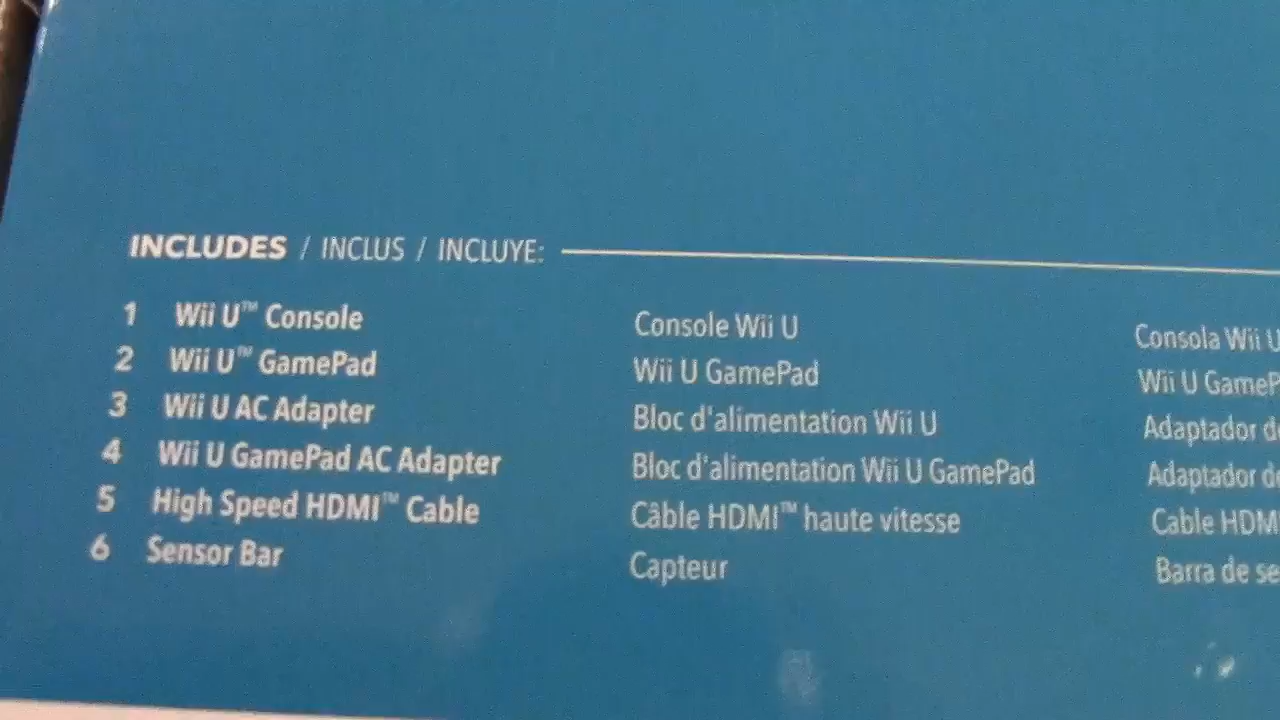 INCLUDES / INCLUS / INCLUYE:
1 Wii U™ Console Console Wii U Consola Wii U
2 Wii U™ GamePad Wii U GamePad Wii U
3 Wii U AC Adapter Bloc d'alimentation Wii U Adaptador
4 Wii U GamePad AC Adapter Bloc d'alimentation Wii U GamePad Adaptador
5 High Speed HDMI™ Cable Câble HDMI™ haute vitesse Cable HDMI
6 Sensor Bar Capteur Barra de